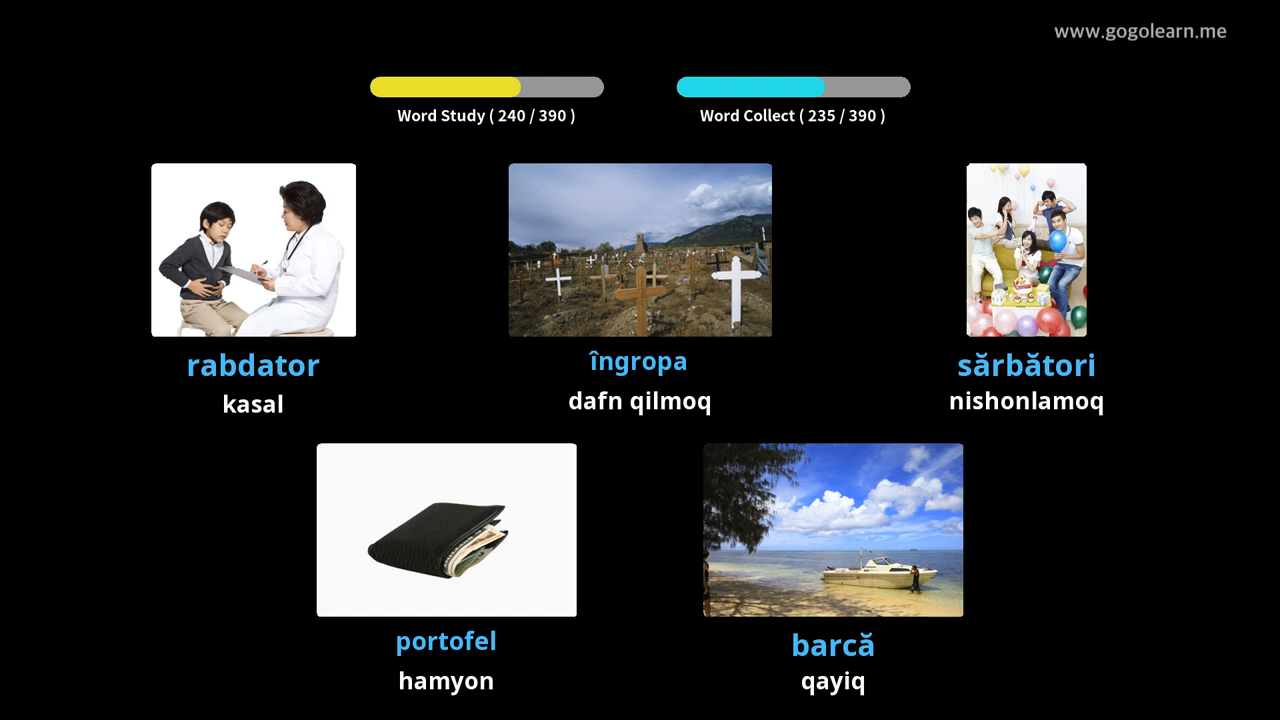 www.gogolearn.me
Word Study ( 240 / 390 )
Word Collect ( 235 / 390 )
rabdator
kasal
îngropa
dafn qilmoq
sărbători
nishonlamoq
portofel
hamyon
barcă
qayiq